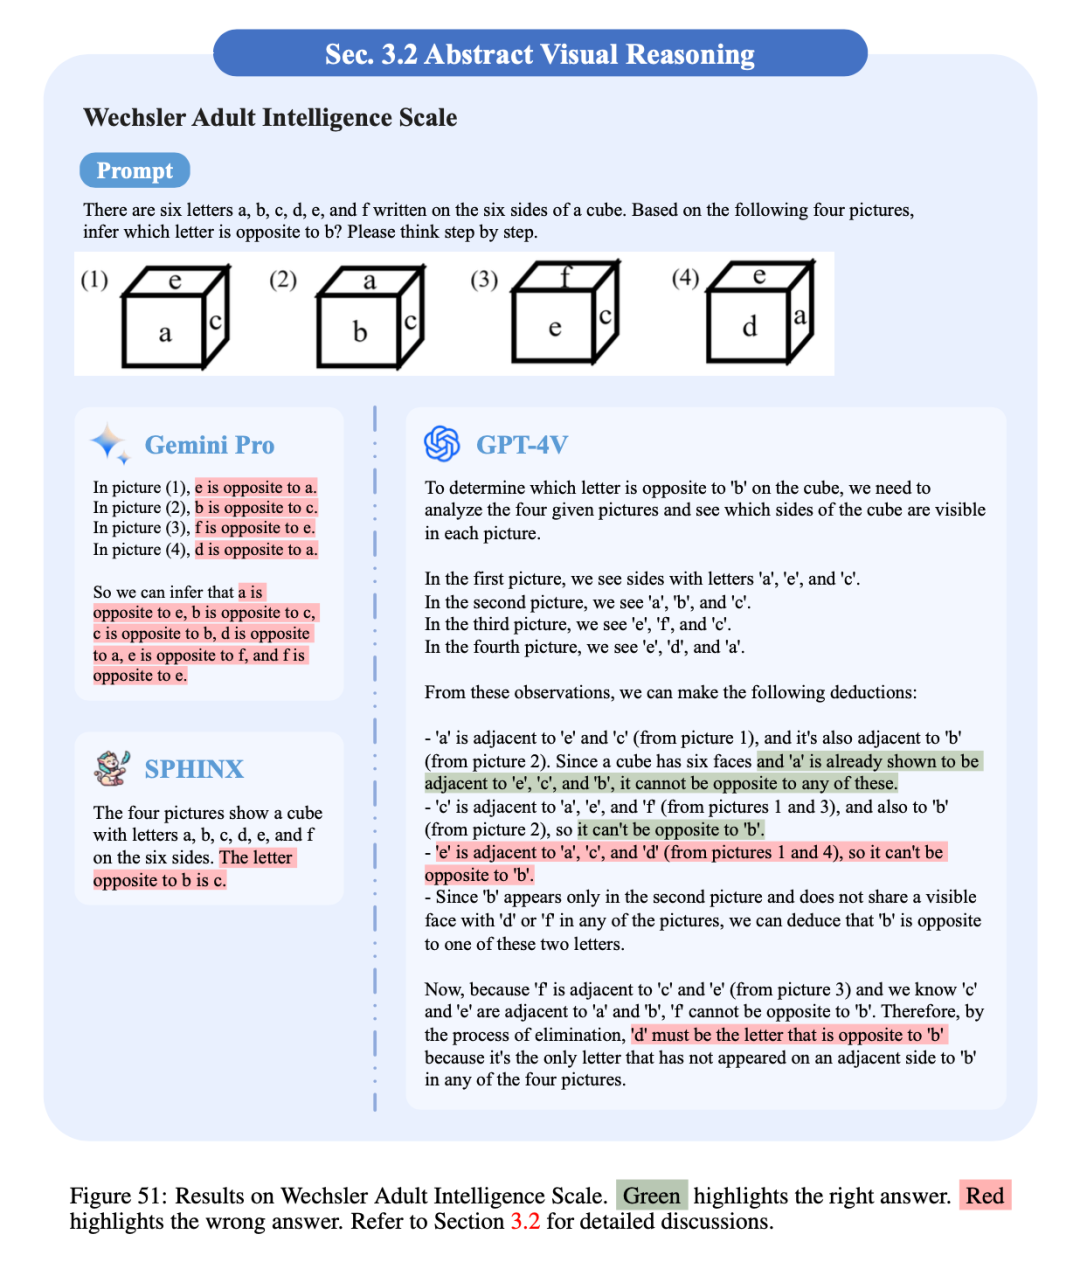 Sec. 3.2 Abstract Visual Reasoning
Wechsler Adult Intelligence Scale
Prompt
There are six letters a, b, c, d, e, and f written on the six sides of a cube. Based on the following four pictures,
infer which letter is opposite to b? Please think step by step.
(1) e a c
(2) a b c
(3) f e c
(4) e d a
Gemini Pro
In picture (1), e is opposite to a.
In picture (2), b is opposite to c.
In picture (3), f is opposite to e.
In picture (4), d is opposite to a.
So we can infer that a is
opposite to e, b is opposite to c,
c is opposite to b, d is opposite
to a, e is opposite to f, and f is
opposite to e.
SPHINX
The four pictures show a cube
with letters a, b, c, d, e, and f
on the six sides. The letter
opposite to b is c.
GPT-4V
To determine which letter is opposite to 'b' on the cube, we need to
analyze the four given pictures and see which sides of the cube are visible
in each picture.
In the first picture, we see sides with letters 'a', 'e', and 'c'.
In the second picture, we see 'a', 'b', and 'c'.
In the third picture, we see 'e', 'f', and 'c'.
In the fourth picture, we see 'e', 'd', and 'a'.
From these observations, we can make the following deductions:
- 'a' is adjacent to 'e' and 'c' (from picture 1), and it's also adjacent to 'b'
(from picture 2). Since a cube has six faces and 'a' is already shown to be
adjacent to 'e', 'c', and 'b', it cannot be opposite to any of these.
- 'c' is adjacent to 'a', 'e', and 'f' (from pictures 1 and 3), and also to 'b'
(from picture 2), so it can't be opposite to 'b'.
- 'e' is adjacent to 'a', 'c', and 'd' (from pictures 1 and 4), so it can't be
opposite to 'b'.
- Since 'b' appears only in the second picture and does not share a visible
face with 'd' or 'f' in any of the pictures, we can deduce that 'b' is opposite
to one of these two letters.
Now, because 'f' is adjacent to 'c' and 'e' (from picture 3) and we know 'c'
and 'e' are adjacent to 'a' and 'b', 'f' cannot be opposite to 'b'. Therefore, by
the process of elimination, 'd' must be the letter that is opposite to 'b'
because it's the only letter that has not appeared on an adjacent side to 'b'
in any of the four pictures.
Figure 51: Results on Wechsler Adult Intelligence Scale. Green highlights the right answer. Red
highlights the wrong answer. Refer to Section 3.2 for detailed discussions.